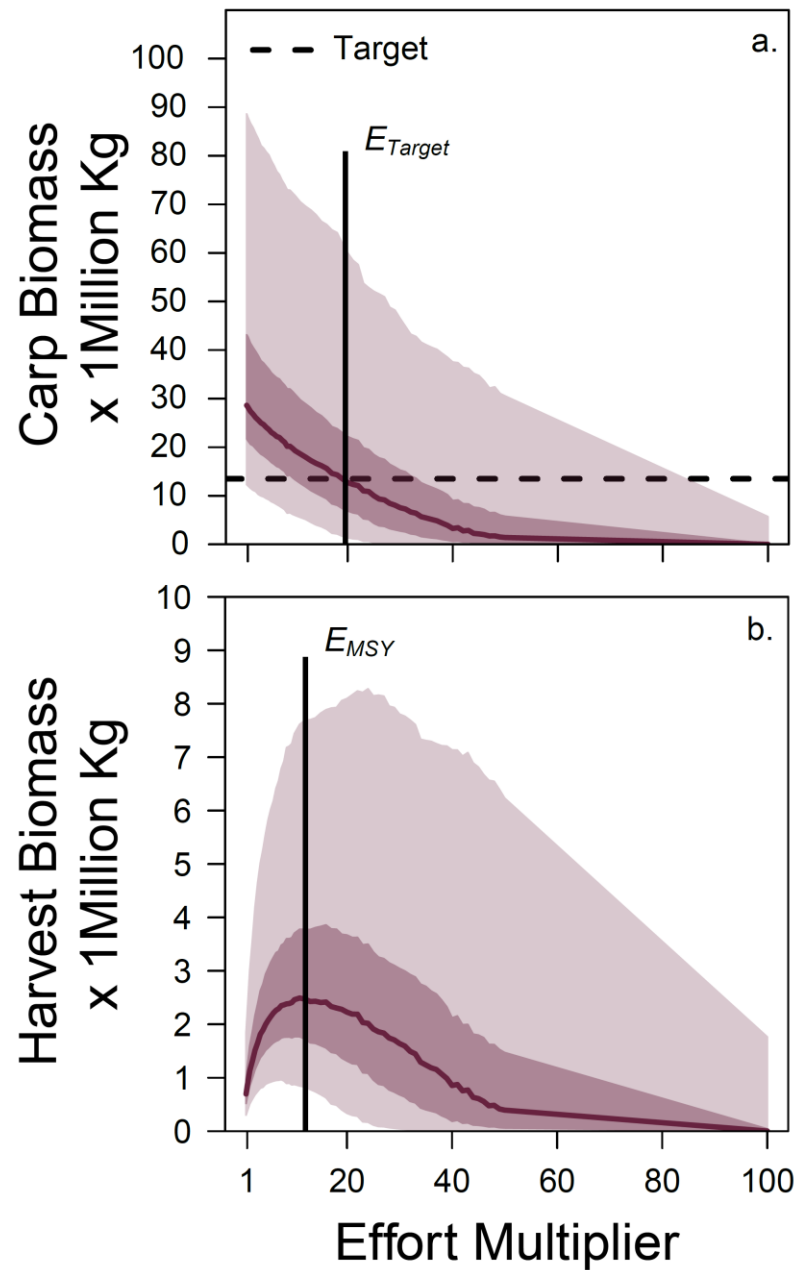 a.
Target
E_Target
Carp Biomass
x 1Million Kg
100
90
80
70
60
50
40
30
20
10
0
b.
E_MSY
Harvest Biomass
x 1Million Kg
10
9
8
7
6
5
4
3
2
1
0
1 20 40 60 80 100
Effort Multiplier